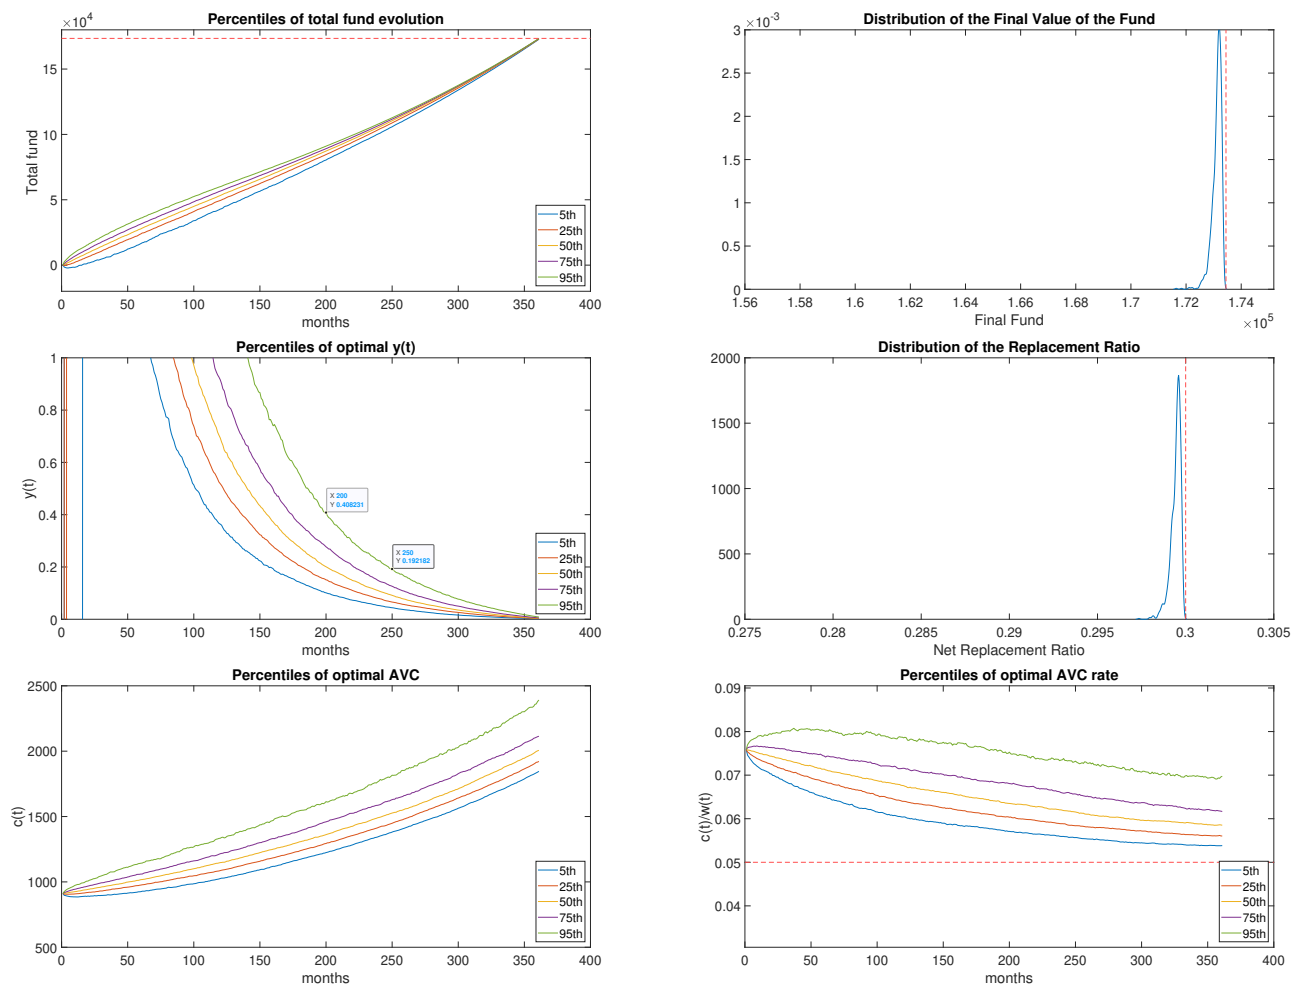 Percentiles of total fund evolution
×10⁴
15
10
5
0
Total fund
0 50 100 150 200 250 300 350 400
months
5th
25th
50th
75th
95th
Distribution of the Final Value of the Fund
×10⁻³
3
2.5
2
1.5
1
0.5
0
1.56 1.58 1.6 1.62 1.64 1.66 1.68 1.7 1.72 1.74
Final Fund
×10⁵
Percentiles of optimal y(t)
1
0.8
0.6
0.4
0.2
0
y(t)
X 200
Y 0.408231
X 250
Y 0.192182
0 50 100 150 200 250 300 350 400
months
5th
25th
50th
75th
95th
Distribution of the Replacement Ratio
2000
1500
1000
500
0
0.275 0.28 0.285 0.29 0.295 0.3 0.305
Net Replacement Ratio
Percentiles of optimal AVC
2500
2000
1500
1000
500
c(t)
0 50 100 150 200 250 300 350 400
months
5th
25th
50th
75th
95th
Percentiles of optimal AVC rate
0.09
0.08
0.07
0.06
0.05
0.04
c(t)/w(t)
0 50 100 150 200 250 300 350 400
months
5th
25th
50th
75th
95th